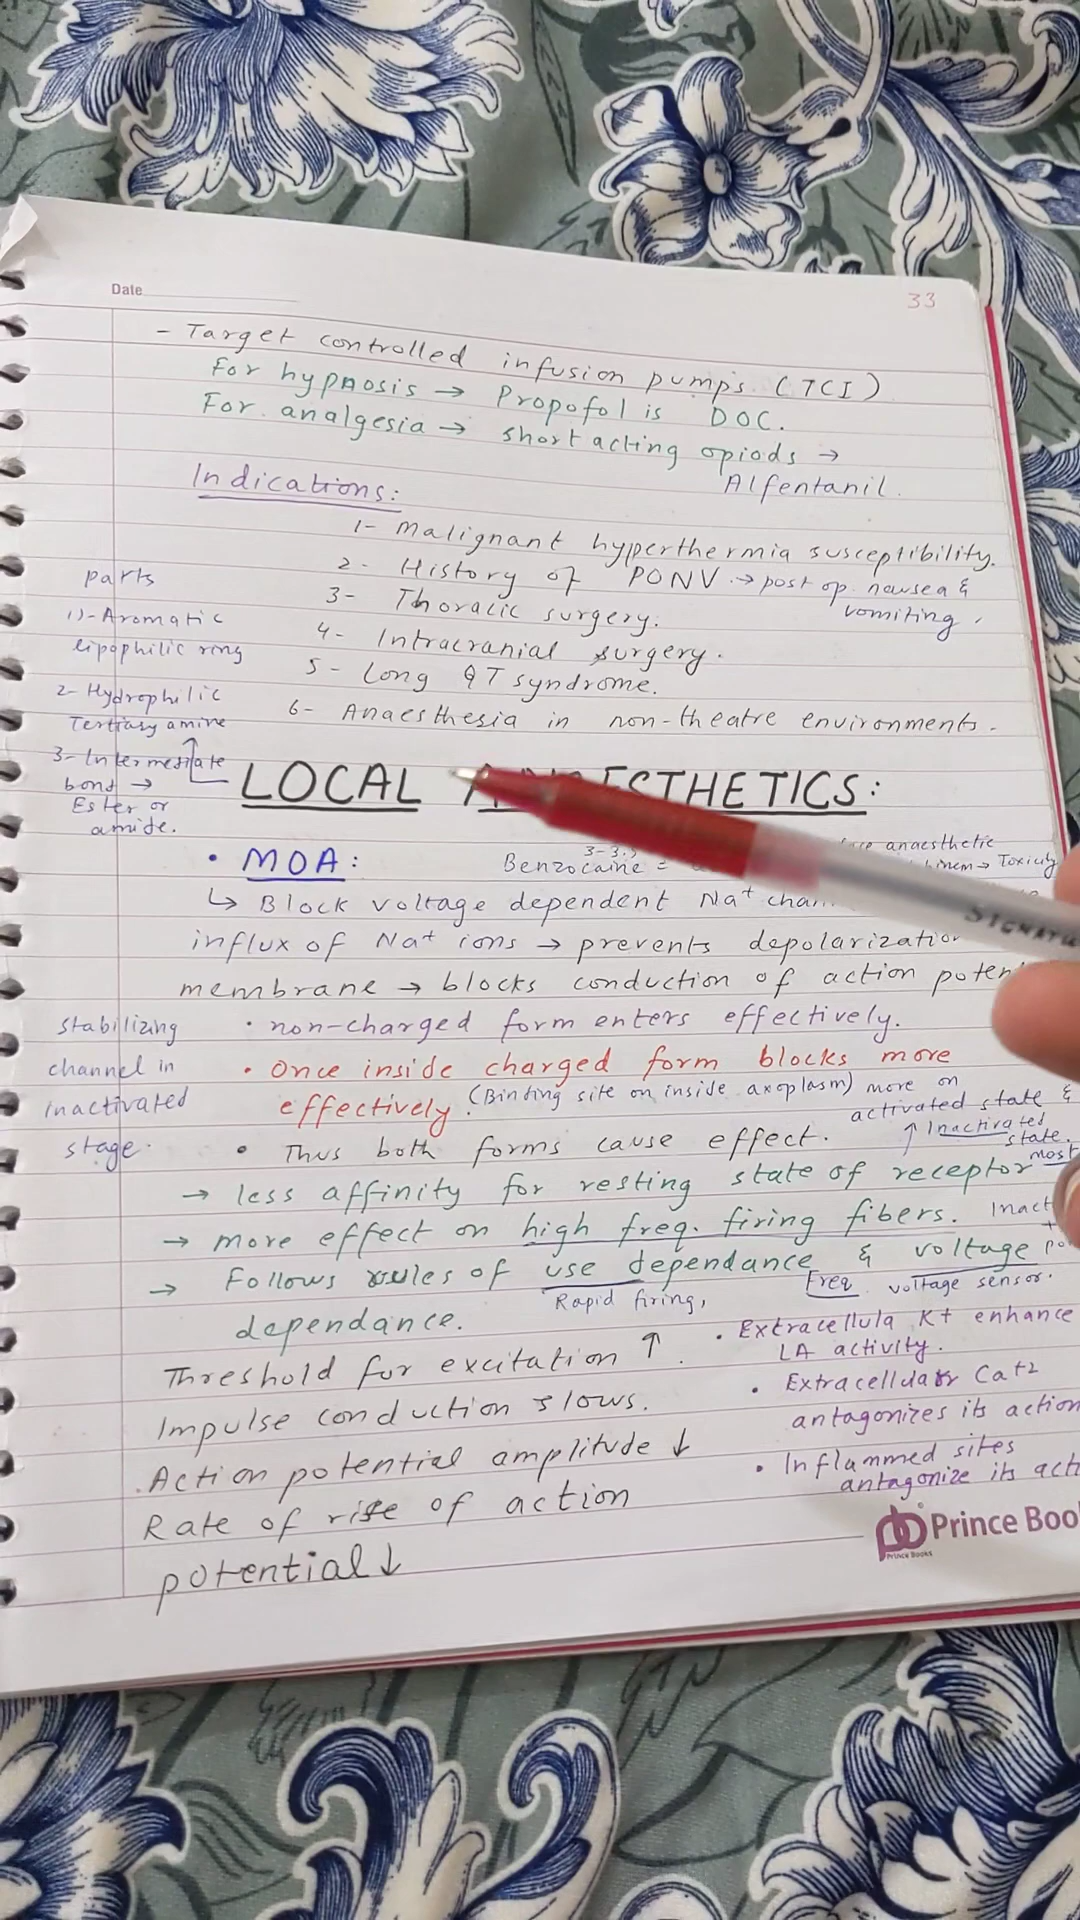 Date
33
- Target controlled infusion pumps (TCI)
For hypnosis → Propofol is DOC.
For analgesia → short acting opiods →
Alfentanil.
Indications:
1- Malignant hyperthermia susceptibility.
2- History of PONV → post op. nausea &
vomiting,
3- Thoracic surgery.
4- Intracranial surgery.
5- Long QT syndrome.
6- Anaesthesia in non-theatre environments.
parts
1)-Aromatic
lipophilic ring
2- Hydrophilic
Tertiary amine
3- Intermediate
bond →
Ester or
amide.
LOCAL ESTHETICS:
anaesthetic
• MOA:
Benzocaine =
→ Toxicity
↳ Block voltage dependent Na+
influx of Na+ ions → prevents depolarization
membrane → blocks conduction of action
• non-charged form enters effectively.
• Once inside charged form blocks more
effectively. (Binding site on inside axoplasm) more on
activated state &
↑ Inactivated
state.
stabilizing
channel in
inactivated
stage.
• Thus both forms cause effect.
→ less affinity for resting state of receptor most
→ more effect on high freq. firing fibers.
→ Follows rules of use dependance & voltage
Rapid firing, Freq voltage sensor.
dependance.
Threshold for excitation ↑.
Impulse conduction slows.
Action potential amplitude ↓
Rate of rise of action
potential ↓
• Extracellula K+ enhance
LA activity.
• Extracellular Ca+2
antagonizes its action
• Inflammed sites
antagonize its
pb Prince
Prince Books